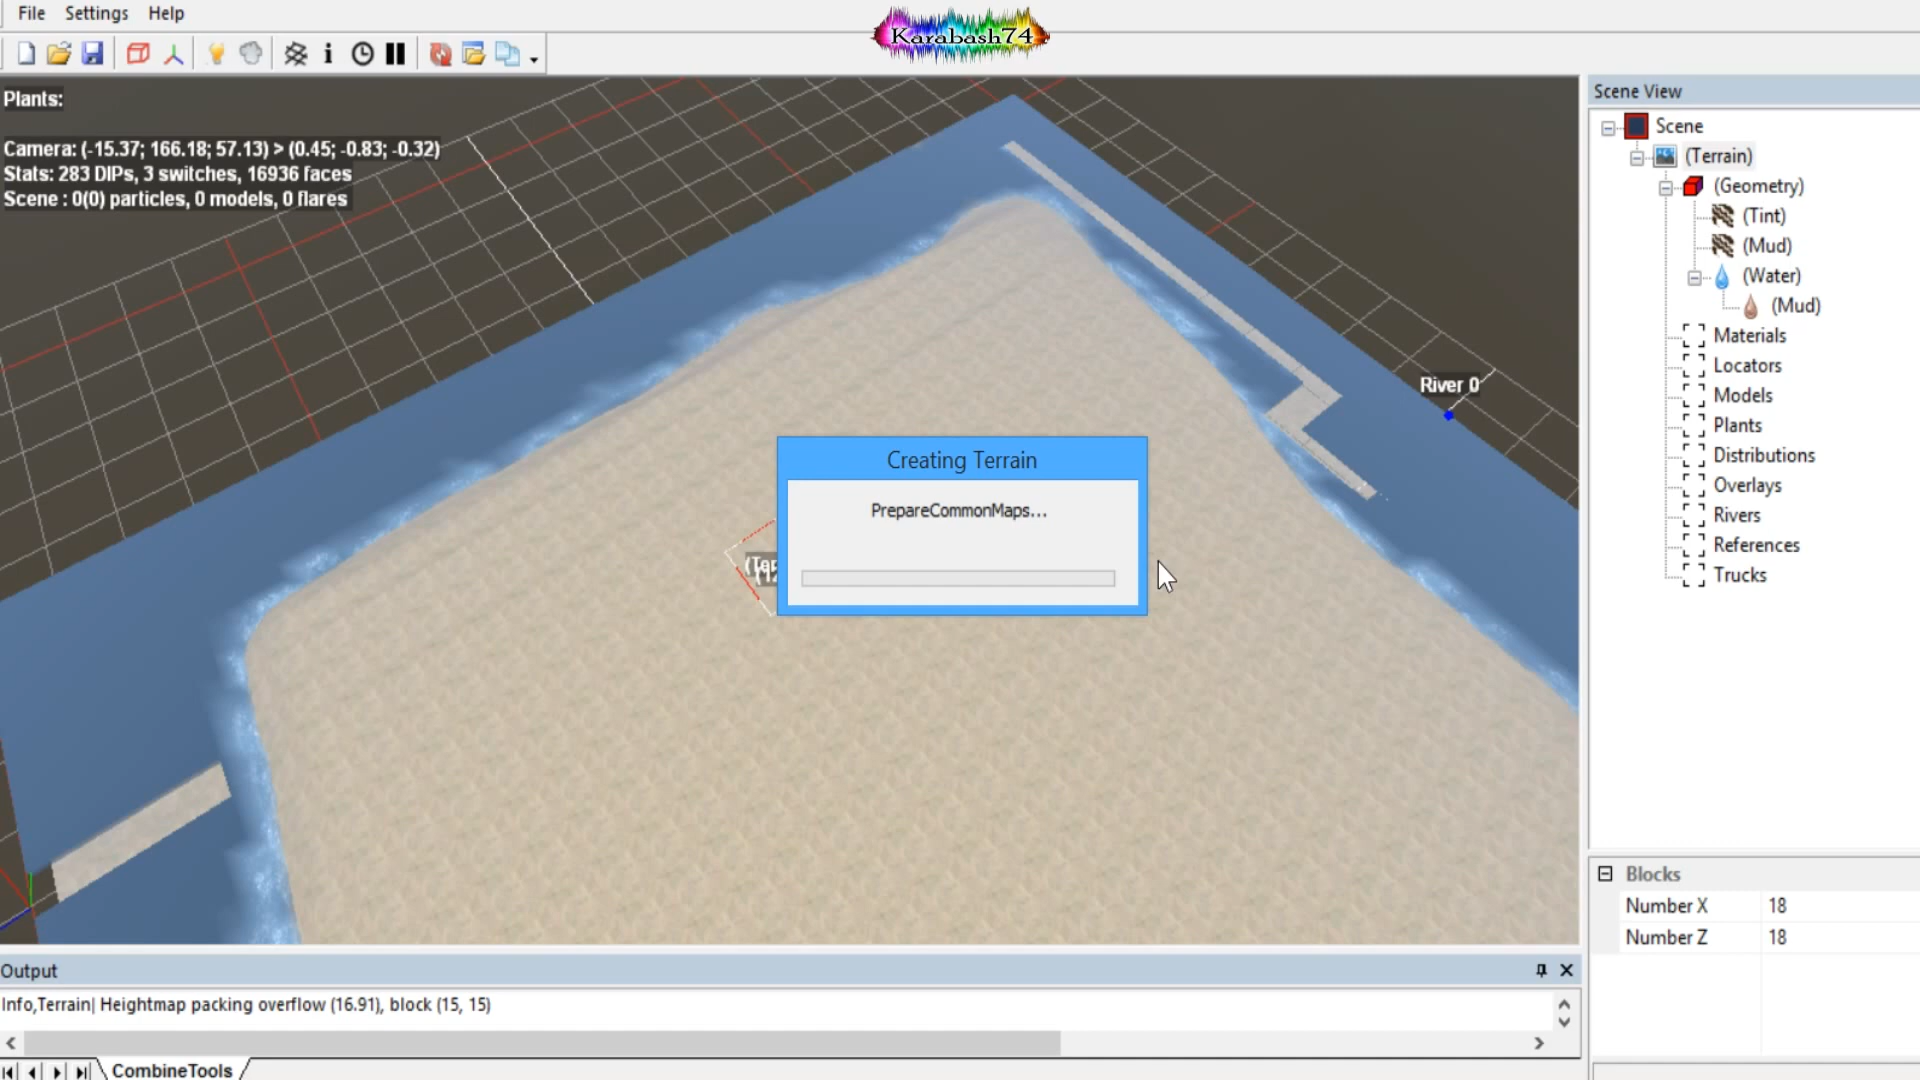 File Settings Help
Karabash74
Plants:
Camera: (-15.37; 166.18; 57.13) > (0.45; -0.83; -0.32)
Stats: 283 DIPs, 3 switches, 16936 faces
Scene : 0(0) particles, 0 models, 0 flares
River 0
Creating Terrain
PrepareCommonMaps...
Scene View
Scene
(Terrain)
(Geometry)
(Tint)
(Mud)
(Water)
(Mud)
Materials
Locators
Models
Plants
Distributions
Overlays
Rivers
References
Trucks
Blocks
Number X 18
Number Z 18
Output
Info,Terrain| Heightmap packing overflow (16.91), block (15, 15)
CombineTools